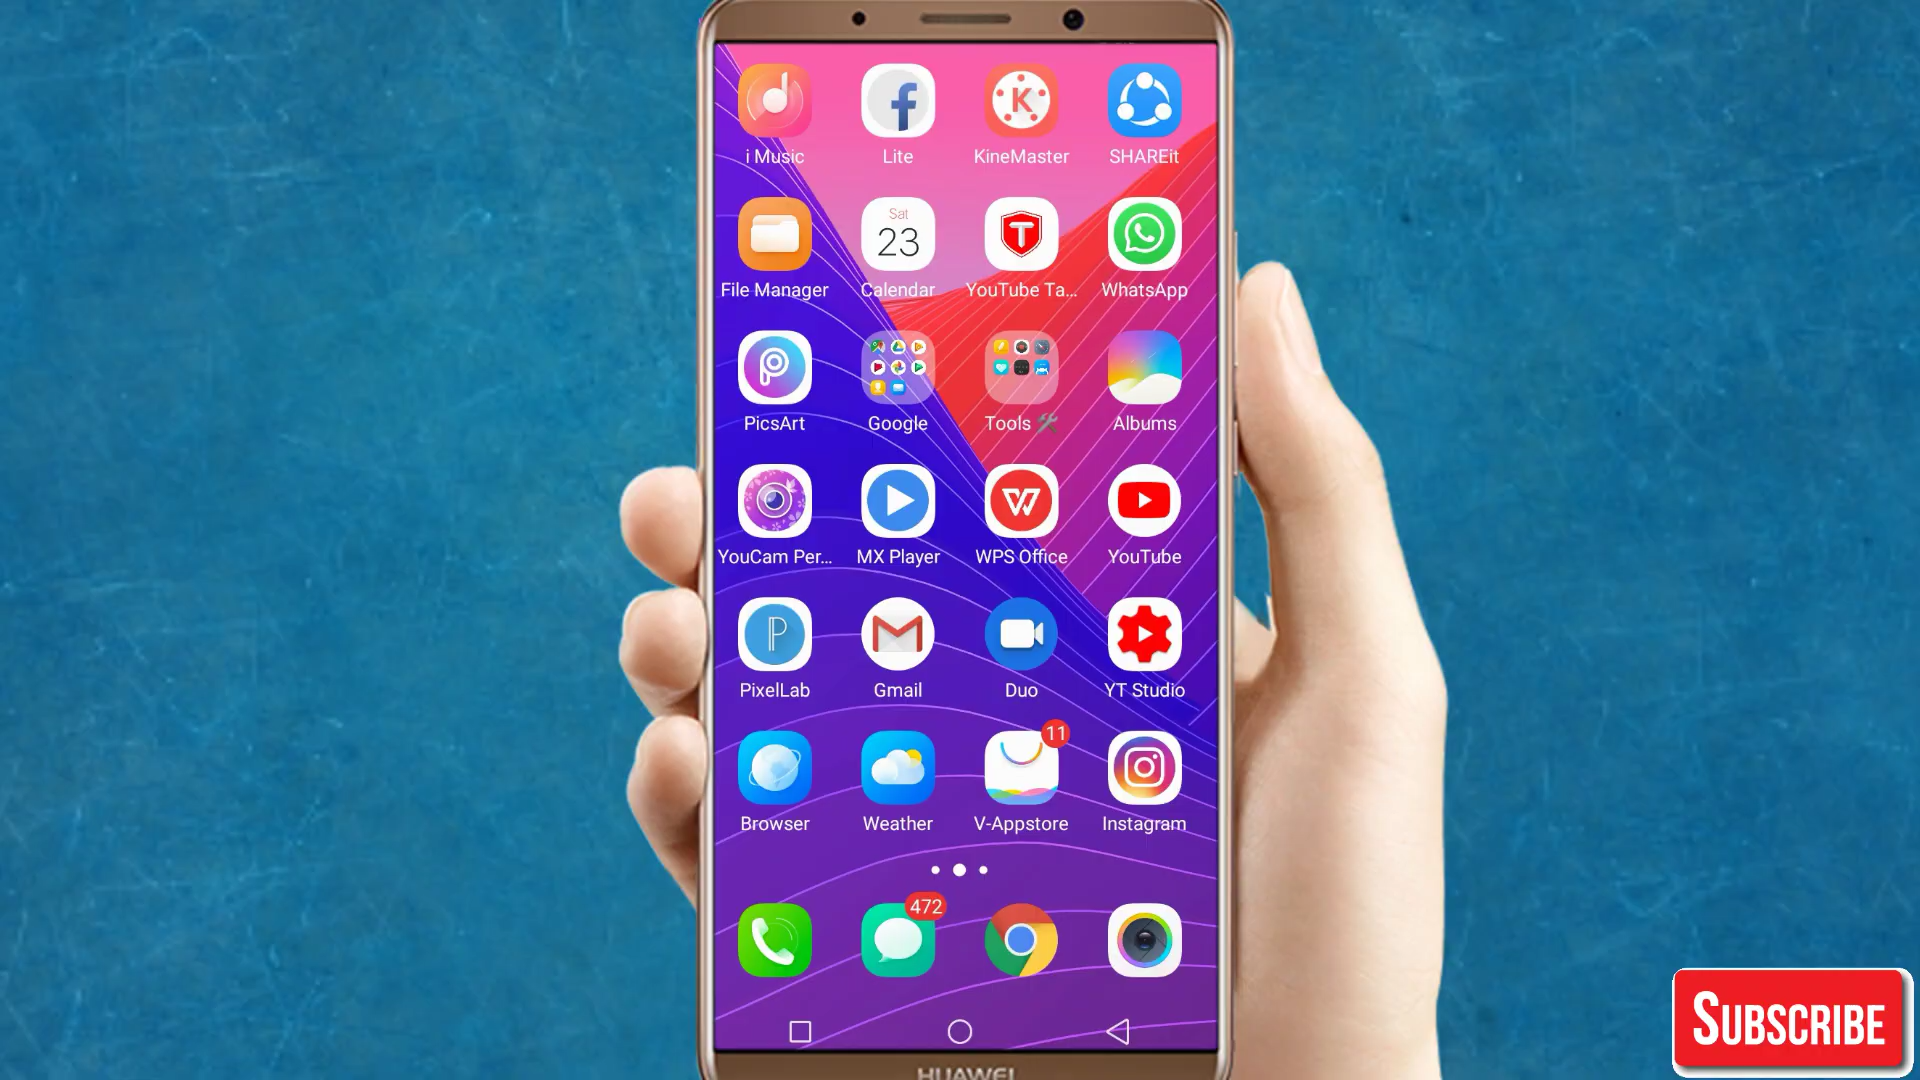 i Music
Lite
KineMaster
SHAREit
Sat
23
File Manager
Calendar
YouTube Ta...
WhatsApp
PicsArt
Google
Tools 🛠
Albums
YouCam Per...
MX Player
WPS Office
YouTube
PixelLab
Gmail
Duo
YT Studio
11
Browser
Weather
V-Appstore
Instagram
472
HUAWEI
SUBSCRIBE